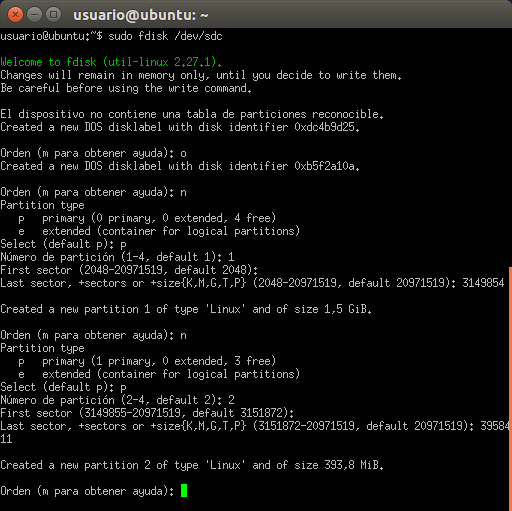 usuario@ubuntu: ~
usuario@ubuntu:~$ sudo fdisk /dev/sdc
Welcome to fdisk (util-linux 2.27.1).
Changes will remain in memory only, until you decide to write them.
Be careful before using the write command.
El dispositivo no contiene una tabla de particiones reconocible.
Created a new DOS disklabel with disk identifier 0xdc4b9d25.
Orden (m para obtener ayuda): o
Created a new DOS disklabel with disk identifier 0xb5f2a10a.
Orden (m para obtener ayuda): n
Partition type
p   primary (0 primary, 0 extended, 4 free)
e   extended (container for logical partitions)
Select (default p): p
Número de partición (1-4, default 1): 1
First sector (2048-20971519, default 2048):
Last sector, +sectors or +size{K,M,G,T,P} (2048-20971519, default 20971519): 3149854
Created a new partition 1 of type 'Linux' and of size 1,5 GiB.
Orden (m para obtener ayuda): n
Partition type
p   primary (1 primary, 0 extended, 3 free)
e   extended (container for logical partitions)
Select (default p): p
Número de partición (2-4, default 2): 2
First sector (3149855-20971519, default 3151872):
Last sector, +sectors or +size{K,M,G,T,P} (3151872-20971519, default 20971519): 39584
11
Created a new partition 2 of type 'Linux' and of size 393,8 MiB.
Orden (m para obtener ayuda):